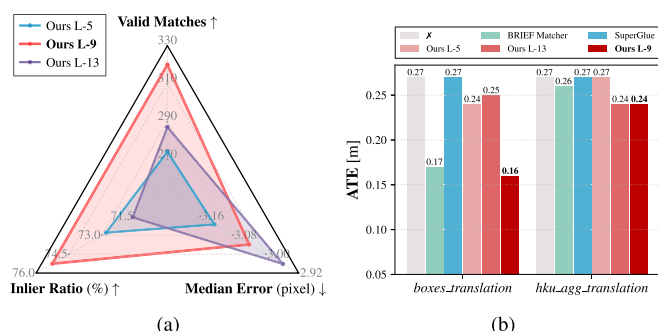 Ours L-5
Ours L-9
Ours L-13
Valid Matches ↑
330
310
290
270
71.5
73.0
74.5
76.0
3.16
3.08
3.00
2.92
Inlier Ratio (%) ↑
Median Error (pixel) ↓
(a)
✗
BRIEF Matcher
SuperGlue
Ours L-5
Ours L-13
Ours L-9
ATE [m]
0.25
0.20
0.15
0.10
0.05
0.27
0.17
0.27
0.24
0.25
0.16
0.27
0.26
0.27
0.27
0.24
0.24
boxes_translation
hku_agg_translation
(b)